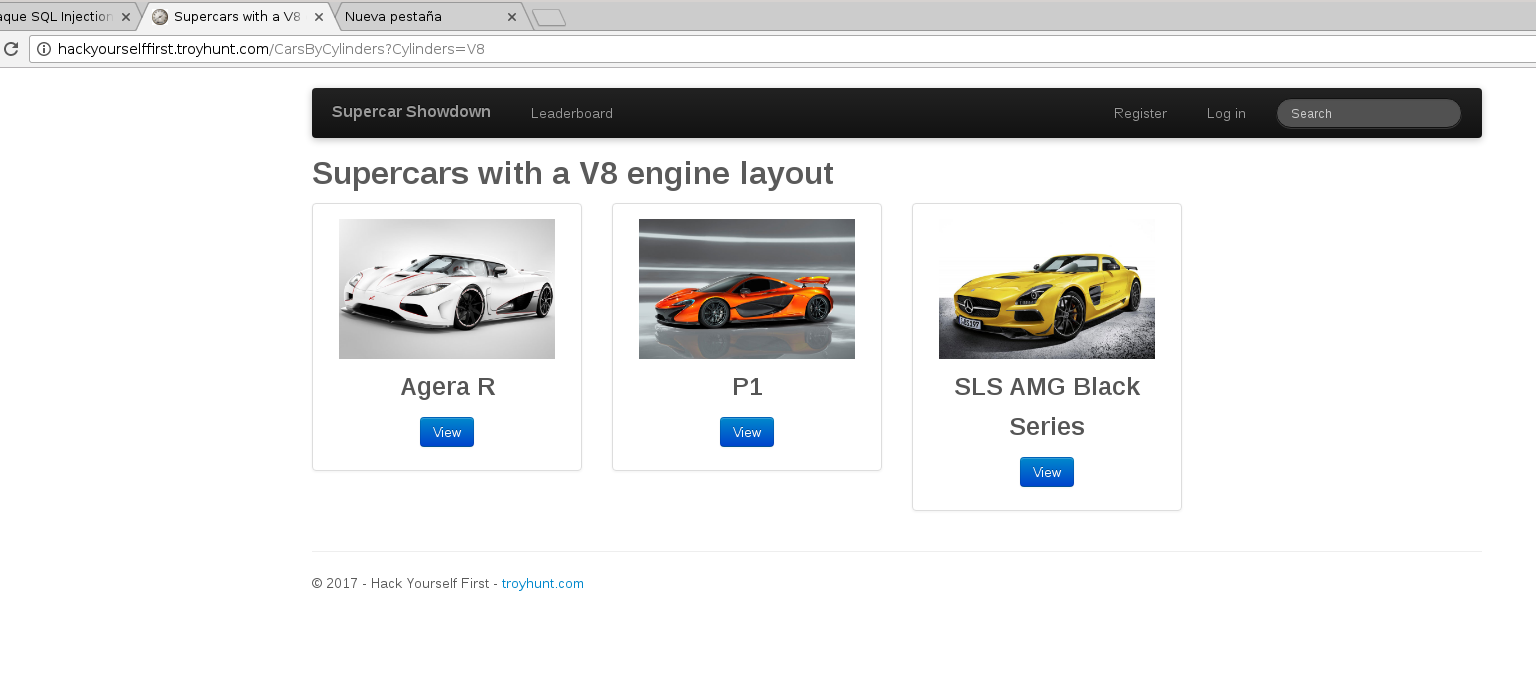 aque SQL Injection
Supercars with a V8
Nueva pestaña
hackyourselffirst.troyhunt.com/CarsByCylinders?Cylinders=V8
Supercar Showdown
Leaderboard
Register
Log in
Search
Supercars with a V8 engine layout
Agera R
View
P1
View
SLS AMG Black
Series
View
© 2017 - Hack Yourself First - troyhunt.com